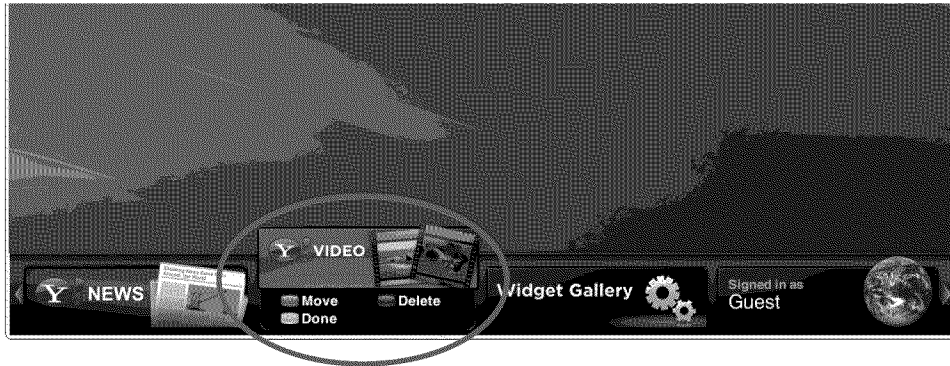 Y VIDEO
Y NEWS
Move
Delete
Done
Widget Gallery
Signed in as
Guest